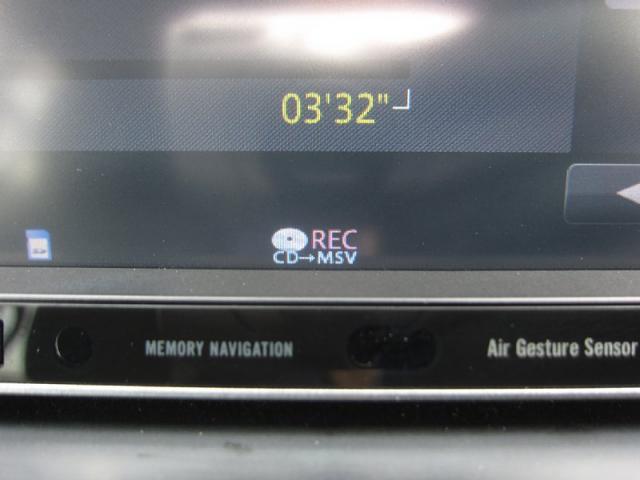 03'32"
REC
CD→MSV
MEMORY NAVIGATION
Air Gesture Sensor